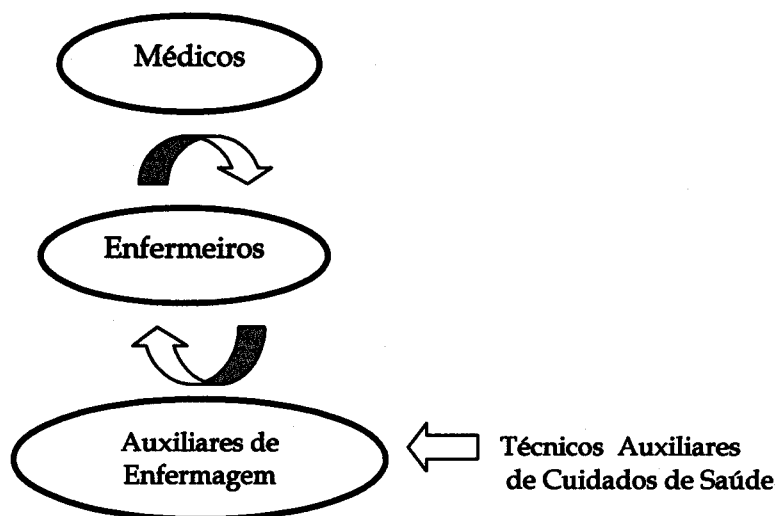 Médicos
Enfermeiros
Auxiliares de
Enfermagem
Técnicos Auxiliares
de Cuidados de Saúde